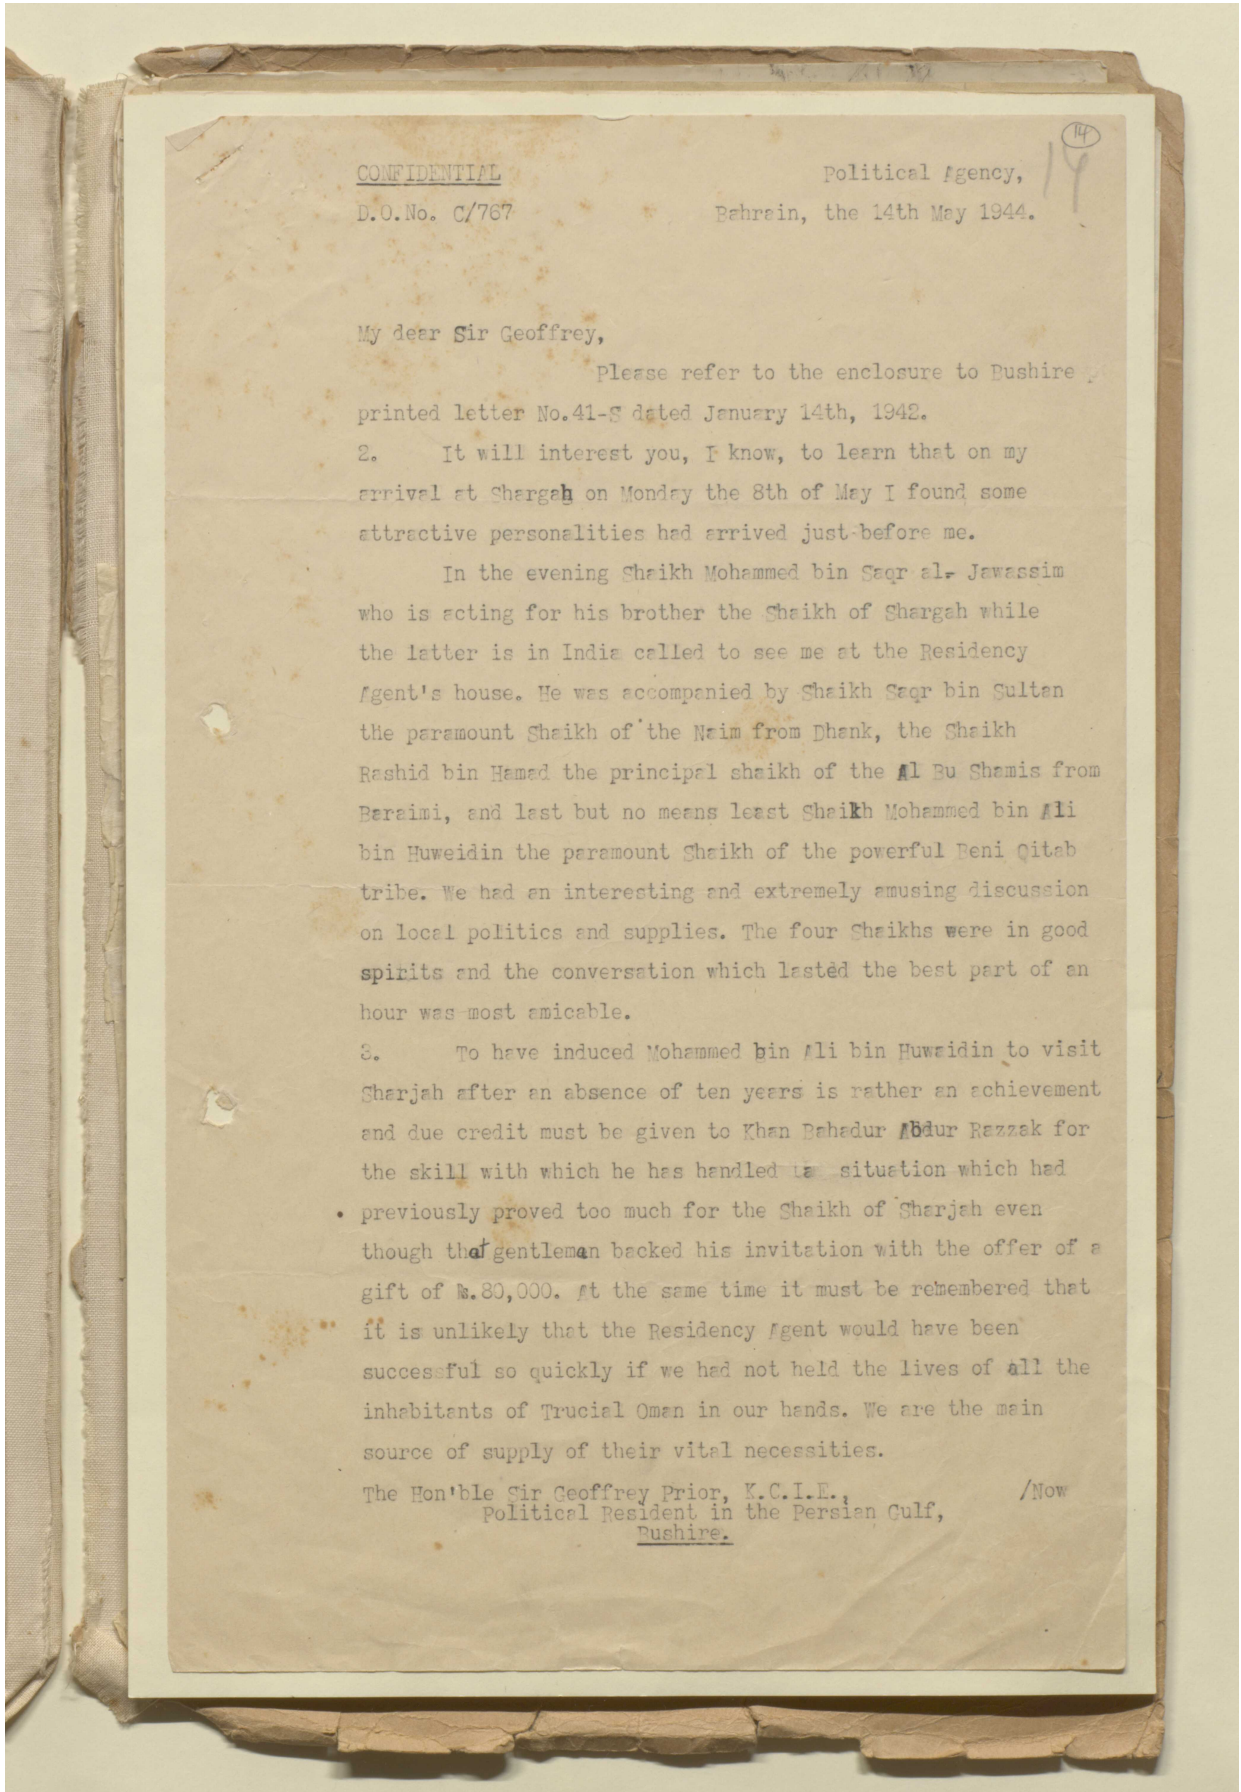 14
CONFIDENTIAL
Political Agency,
14
D.O.No. C/767
Bahrain, the 14th May 1944.
My dear Sir Geoffrey,
Please refer to the enclosure to Bushire
printed letter No.41-S dated January 14th, 1942.
2. It will interest you, I know, to learn that on my
arrival at Shargah on Monday the 8th of May I found some
attractive personalities had arrived just before me.
In the evening Shaikh Mohammed bin Saqr al- Jawassim
who is acting for his brother the Shaikh of Shargah while
the latter is in India called to see me at the Residency
Agent's house. He was accompanied by Shaikh Saqr bin Sultan
the paramount Shaikh of the Naim from Dhank, the Shaikh
Rashid bin Hamad the principal shaikh of the Al Bu Shamis from
Baraimi, and last but no means least Shaikh Mohammed bin Ali
bin Huweidin the paramount Shaikh of the powerful Beni Qitab
tribe. We had an interesting and extremely amusing discussion
on local politics and supplies. The four Shaikhs were in good
spirits and the conversation which lasted the best part of an
hour was most amicable.
3. To have induced Mohammed bin Ali bin Huwaidin to visit
Sharjah after an absence of ten years is rather an achievement
and due credit must be given to Khan Bahadur Abdur Razzak for
the skill with which he has handled a situation which had
previously proved too much for the Shaikh of Sharjah even
though that gentleman backed his invitation with the offer of a
gift of Rs.80,000. At the same time it must be remembered that
it is unlikely that the Residency Agent would have been
successful so quickly if we had not held the lives of all the
inhabitants of Trucial Oman in our hands. We are the main
source of supply of their vital necessities.
The Hon'ble Sir Geoffrey Prior, K.C.I.E.,
/Now
Political Resident in the Persian Gulf,
Bushire.